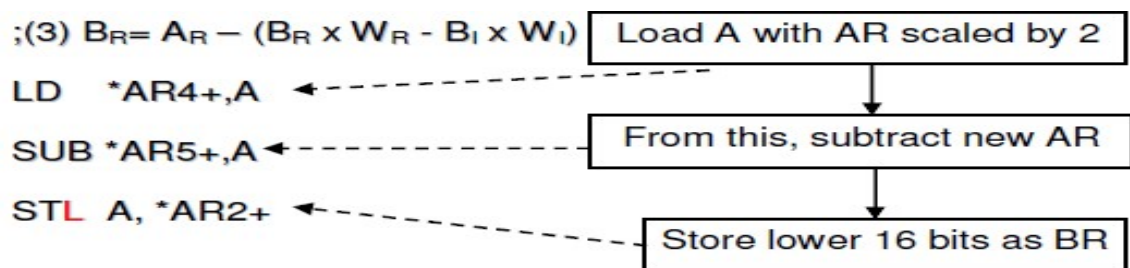 ;(3) BR= AR – (BR x WR - BI x WI)
Load A with AR scaled by 2
LD *AR4+,A
From this, subtract new AR
SUB *AR5+,A
STL A, *AR2+
Store lower 16 bits as BR